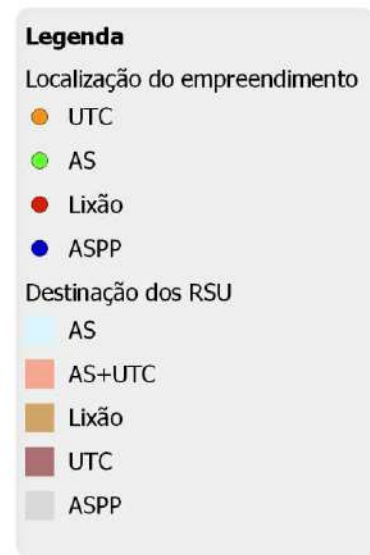 Legenda
Localização do empreendimento
UTC
AS
Lixão
ASPP
Destinação dos RSU
AS
AS+UTC
Lixão
UTC
ASPP